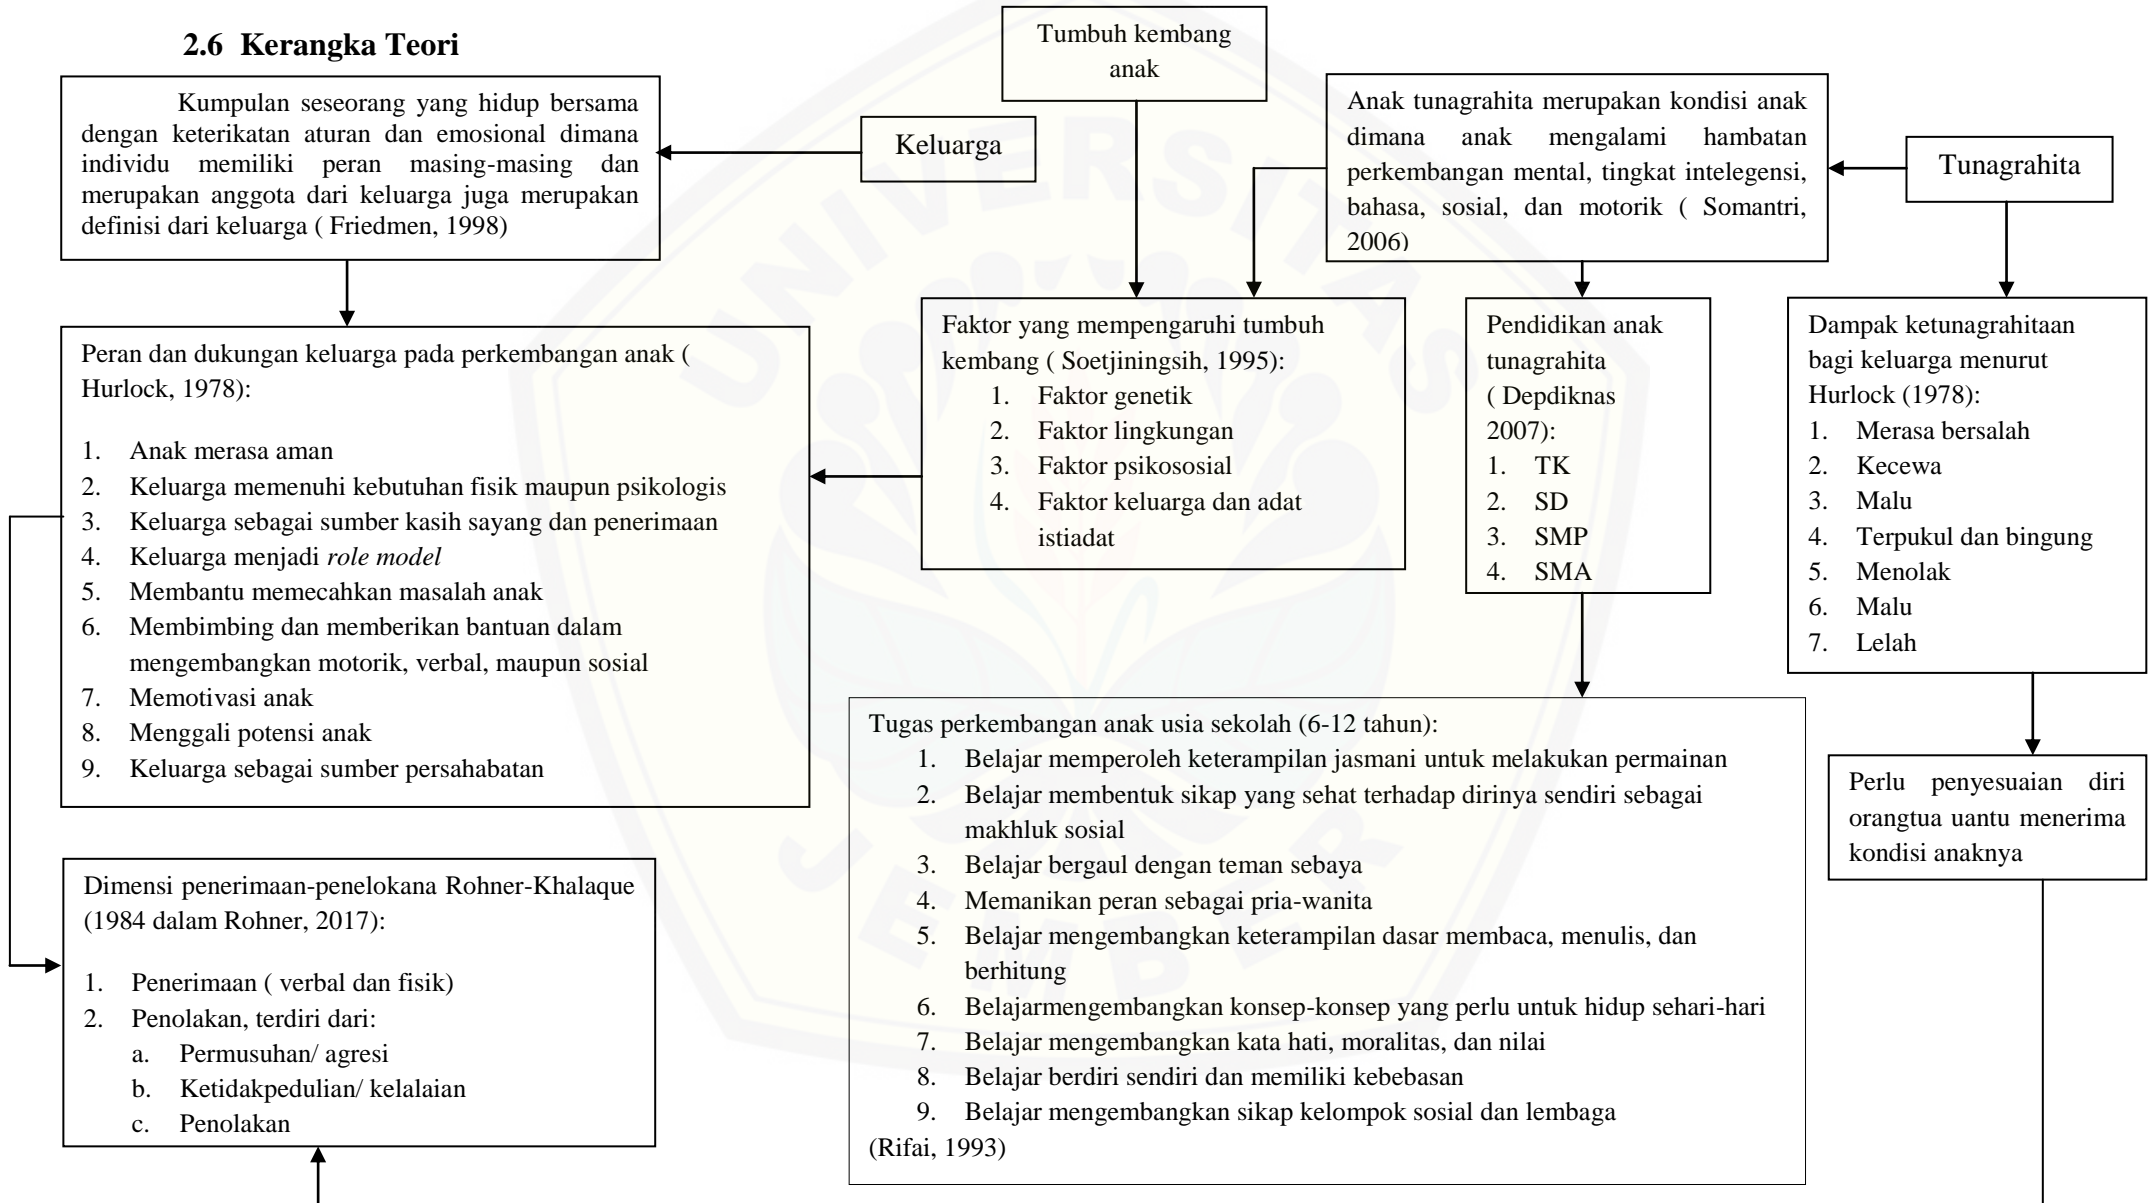 2.6 Kerangka Teori
Tumbuh kembang
anak
Kumpulan seseorang yang hidup bersama
dengan keterikatan aturan dan emosional dimana
individu memiliki peran masing-masing dan
merupakan anggota dari keluarga juga merupakan
definisi dari keluarga ( Friedmen, 1998)
Keluarga
Anak tunagrahita merupakan kondisi anak
dimana anak mengalami hambatan
perkembangan mental, tingkat intelegensi,
bahasa, sosial, dan motorik ( Somantri,
2006)
Tunagrahita
Peran dan dukungan keluarga pada perkembangan anak (
Hurlock, 1978):
1. Anak merasa aman
2. Keluarga memenuhi kebutuhan fisik maupun psikologis
3. Keluarga sebagai sumber kasih sayang dan penerimaan
4. Keluarga menjadi role model
5. Membantu memecahkan masalah anak
6. Membimbing dan memberikan bantuan dalam
mengembangkan motorik, verbal, maupun sosial
7. Memotivasi anak
8. Menggali potensi anak
9. Keluarga sebagai sumber persahabatan
Faktor yang mempengaruhi tumbuh
kembang ( Soetjiningsih, 1995):
1. Faktor genetik
2. Faktor lingkungan
3. Faktor psikososial
4. Faktor keluarga dan adat
istiadat
Pendidikan anak
tunagrahita
( Depdiknas
2007):
1. TK
2. SD
3. SMP
4. SMA
Dampak ketunagrahitaan
bagi keluarga menurut
Hurlock (1978):
1. Merasa bersalah
2. Kecewa
3. Malu
4. Terpukul dan bingung
5. Menolak
6. Malu
7. Lelah
Tugas perkembangan anak usia sekolah (6-12 tahun):
1. Belajar memperoleh keterampilan jasmani untuk melakukan permainan
2. Belajar membentuk sikap yang sehat terhadap dirinya sendiri sebagai
makhluk sosial
3. Belajar bergaul dengan teman sebaya
4. Memanikan peran sebagai pria-wanita
5. Belajar mengembangkan keterampilan dasar membaca, menulis, dan
berhitung
6. Belajarmengembangkan konsep-konsep yang perlu untuk hidup sehari-hari
7. Belajar mengembangkan kata hati, moralitas, dan nilai
8. Belajar berdiri sendiri dan memiliki kebebasan
9. Belajar mengembangkan sikap kelompok sosial dan lembaga
(Rifai, 1993)
Perlu penyesuaian diri
orangtua uantu menerima
kondisi anaknya
Dimensi penerimaan-penelokana Rohner-Khalaque
(1984 dalam Rohner, 2017):
1. Penerimaan ( verbal dan fisik)
2. Penolakan, terdiri dari:
a. Permusuhan/ agresi
b. Ketidakpedulian/ kelalaian
c. Penolakan
UNIVERSITAS
JEMBER